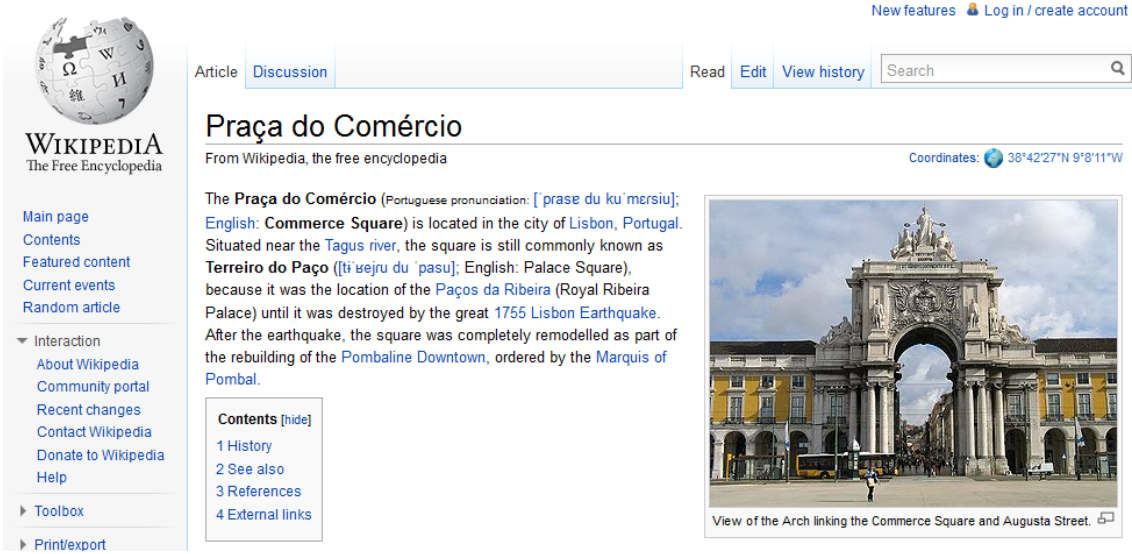 New features Log in / create account
Article Discussion Read Edit View history Search
WIKIPEDIA
The Free Encyclopedia
Main page
Contents
Featured content
Current events
Random article
Interaction
About Wikipedia
Community portal
Recent changes
Contact Wikipedia
Donate to Wikipedia
Help
Toolbox
Print/export
Praça do Comércio
From Wikipedia, the free encyclopedia
Coordinates: 38°42′27″N 9°8′11″W
The Praça do Comércio (Portuguese pronunciation: [ˈpɾasɐ du kuˈmɛɾsiu];
English: Commerce Square) is located in the city of Lisbon, Portugal.
Situated near the Tagus river, the square is still commonly known as
Terreiro do Paço ([tɨˈʁejɾu du ˈpasu]; English: Palace Square),
because it was the location of the Paços da Ribeira (Royal Ribeira
Palace) until it was destroyed by the great 1755 Lisbon Earthquake.
After the earthquake, the square was completely remodelled as part of
the rebuilding of the Pombaline Downtown, ordered by the Marquis of
Pombal.
Contents [hide]
1 History
2 See also
3 References
4 External links
View of the Arch linking the Commerce Square and Augusta Street.